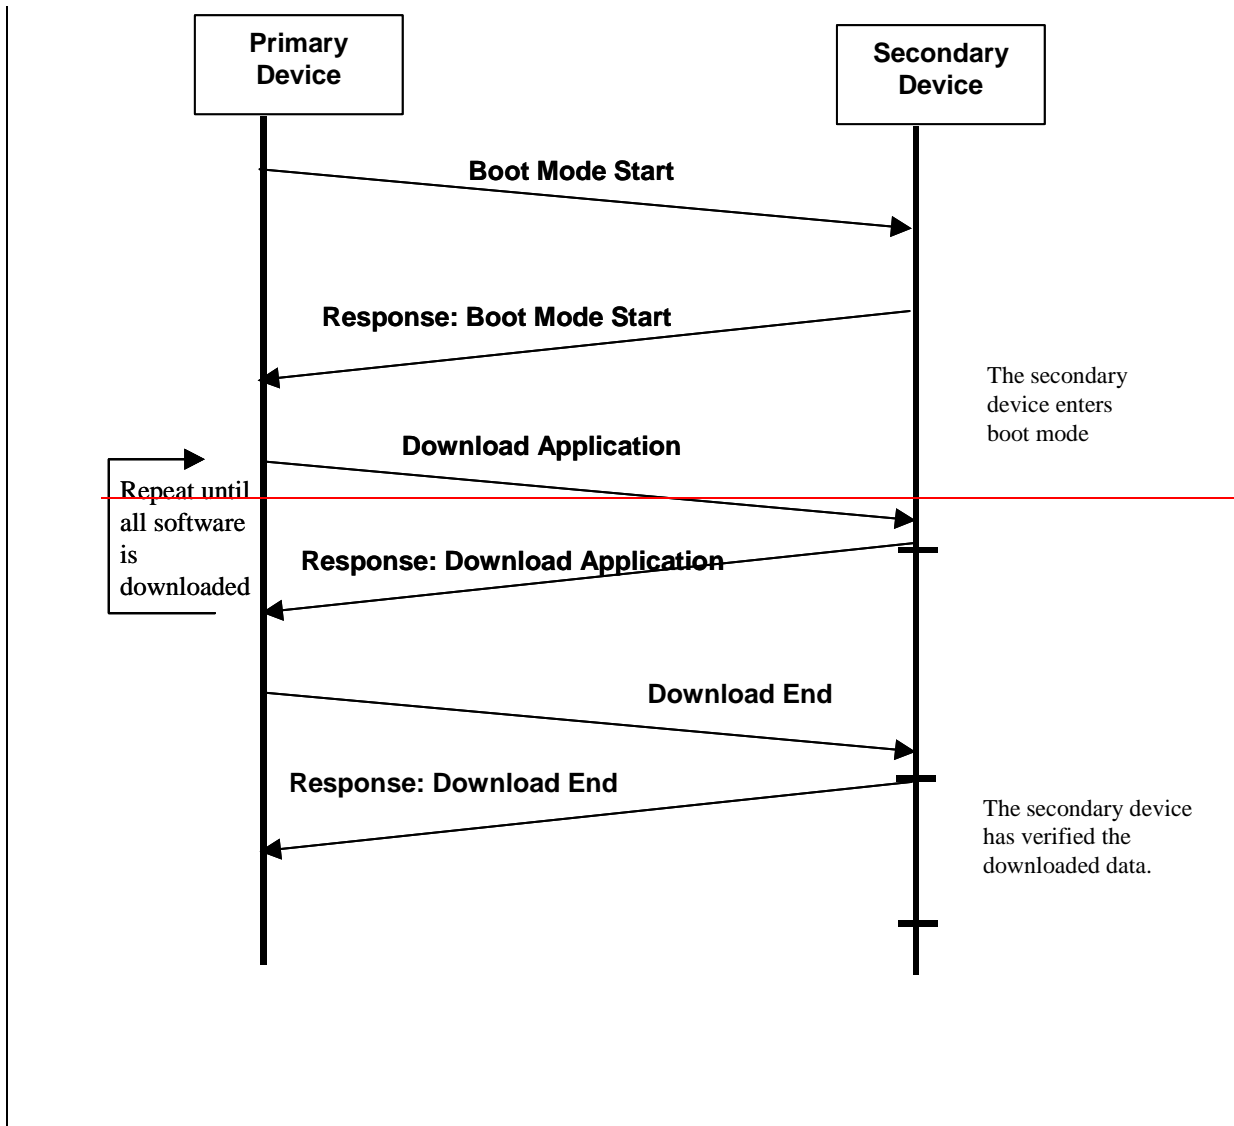 Primary
Device
Secondary
Device
Boot Mode Start
Response: Boot Mode Start
The secondary
device enters
boot mode
Download Application
Repeat until
all software
is
downloaded
Response: Download Application
Download End
Response: Download End
The secondary device
has verified the
downloaded data.